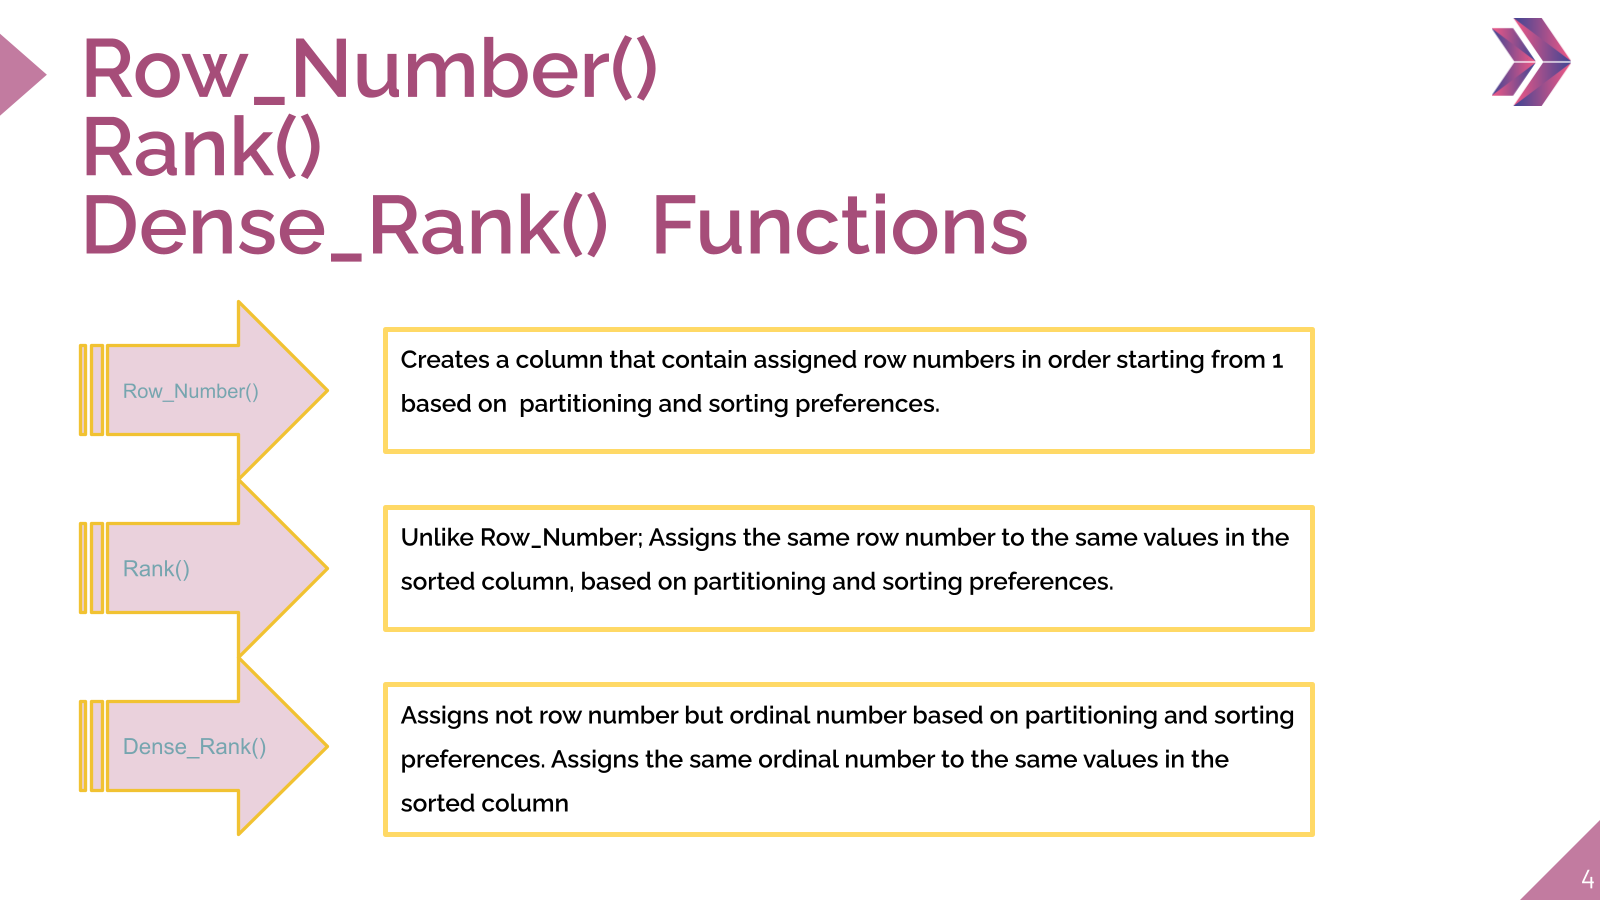 Row_Number()
Rank()
Dense_Rank()  Functions
Row_Number()
Creates a column that contain assigned row numbers in order starting from 1
based on  partitioning and sorting preferences.
Rank()
Unlike Row_Number; Assigns the same row number to the same values in the
sorted column, based on partitioning and sorting preferences.
Dense_Rank()
Assigns not row number but ordinal number based on partitioning and sorting
preferences. Assigns the same ordinal number to the same values in the
sorted column
4